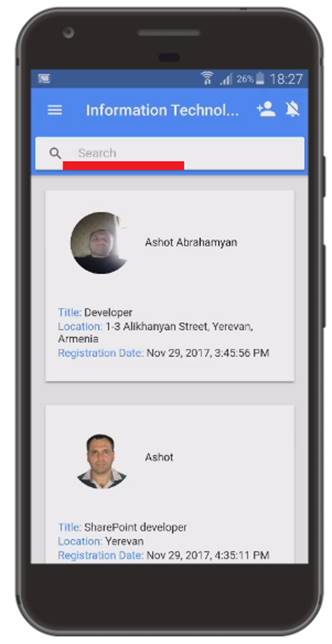 26% 18:27
Information Technol...
Search
Ashot Abrahamyan
Title: Developer
Location: 1-3 Alikhanyan Street, Yerevan,
Armenia
Registration Date: Nov 29, 2017, 3:45:56 PM
Ashot
Title: SharePoint developer
Location: Yerevan
Registration Date: Nov 29, 2017, 4:35:11 PM